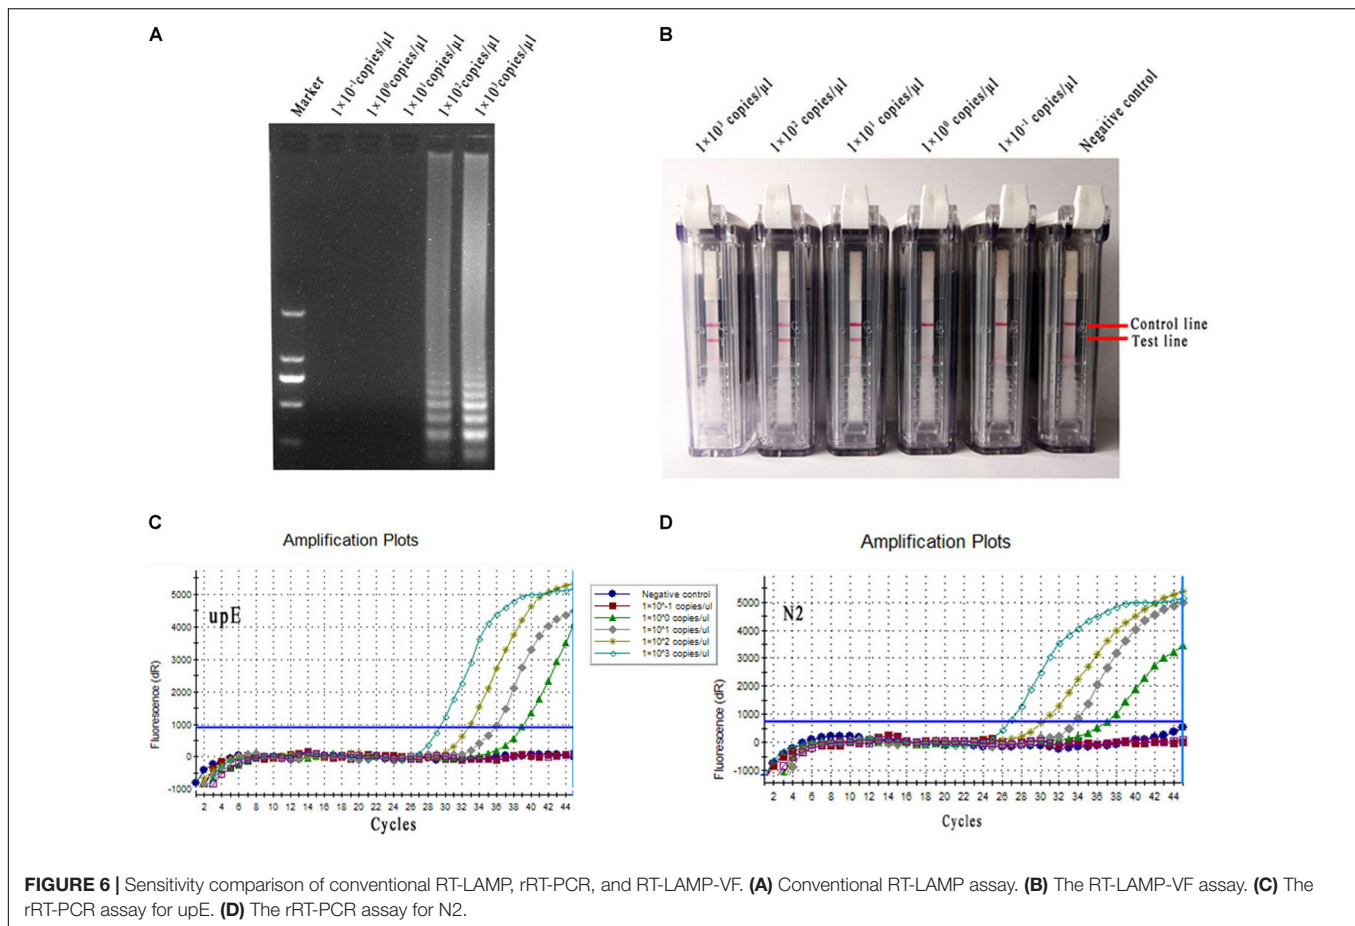 A
Marker
1×10⁻¹copies/μl
1×10⁰copies/μl
1×10¹copies/μl
1×10²copies/μl
1×10³copies/μl
B
1×10³ copies/μl
1×10² copies/μl
1×10¹ copies/μl
1×10⁰ copies/μl
1×10⁻¹ copies/μl
Negative control
Control line
Test line
C
Amplification Plots
upE
Fluorescence (dR)
5000
4000
3000
2000
1000
0
-1000
2 4 6 8 10 12 14 16 18 20 22 24 26 28 30 32 34 36 38 40 42 44
Cycles
Negative control
1×10^-1 copies/ul
1×10^0 copies/ul
1×10^1 copies/ul
1×10^2 copies/ul
1×10^3 copies/ul
D
Amplification Plots
N2
Fluorescence (dR)
5000
4000
3000
2000
1000
0
-1000
2 4 6 8 10 12 14 16 18 20 22 24 26 28 30 32 34 36 38 40 42 44
Cycles
FIGURE 6 | Sensitivity comparison of conventional RT-LAMP, rRT-PCR, and RT-LAMP-VF. (A) Conventional RT-LAMP assay. (B) The RT-LAMP-VF assay. (C) The
rRT-PCR assay for upE. (D) The rRT-PCR assay for N2.